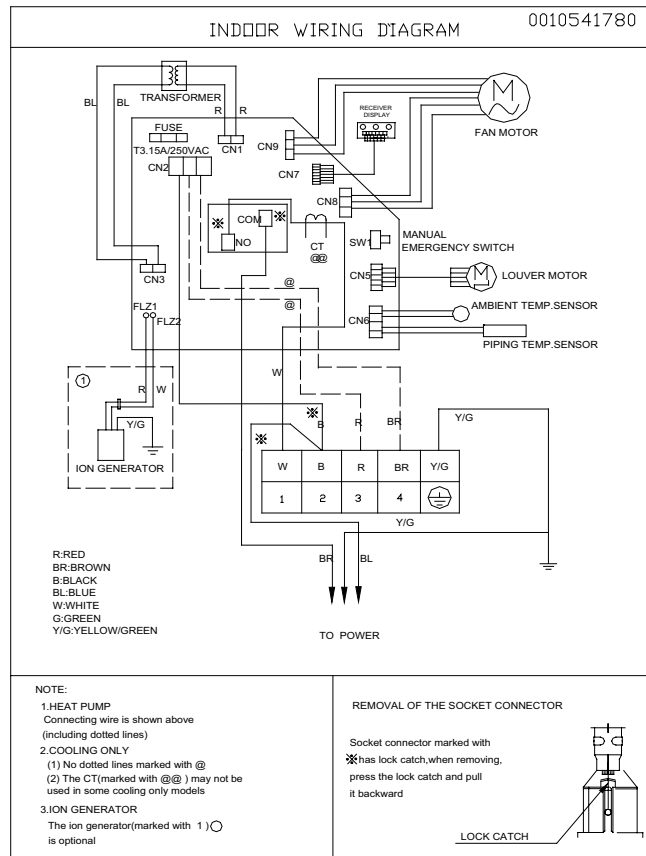 INDOOR WIRING DIAGRAM
0010541780
BL
BL
TRANSFORMER
R
R
FUSE
T3.15A/250VAC
CN2
CN1
CN9
RECEIVER
DISPLAY
FAN MOTOR
CN7
CN8
COM
NO
CT
@@
SW1
MANUAL
EMERGENCY SWITCH
CN3
@
@
CN5
LOUVER MOTOR
FLZ1
FLZ2
CN6
AMBIENT TEMP.SENSOR
PIPING TEMP.SENSOR
1
R
W
Y/G
ION GENERATOR
W
B
R
BR
Y/G
W B R BR Y/G
1 2 3 4
Y/G
BR
BL
TO POWER
R:RED
BR:BROWN
B:BLACK
BL:BLUE
W:WHITE
G:GREEN
Y/G:YELLOW/GREEN
NOTE:
1.HEAT PUMP
Connecting wire is shown above
(including dotted lines)
2.COOLING ONLY
(1) No dotted lines marked with @
(2) The CT(marked with @@ ) may not be
used in some cooling only models
3.ION GENERATOR
The ion generator(marked with 1 )
is optional
REMOVAL OF THE SOCKET CONNECTOR
Socket connector marked with
※has lock catch,when removing,
press the lock catch and pull
it backward
LOCK CATCH